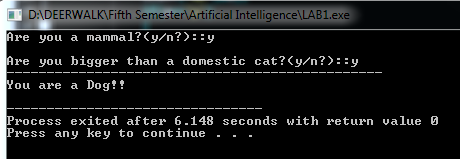 D:\DEERWALK\Fifth Semester\Artificial Intelligence\LAB1.exe
Are you a mammal?(y/n?)::y
Are you bigger than a domestic cat?(y/n?)::y
------------------------------------------------
You are a Dog!!
--------------------------------
Process exited after 6.148 seconds with return value 0
Press any key to continue . . .